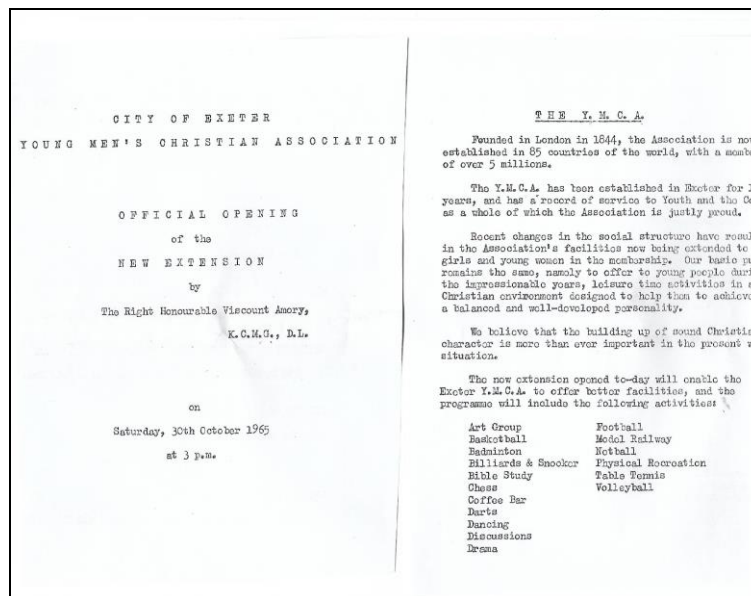 CITY OF EXETER
YOUNG MEN'S CHRISTIAN ASSOCIATION
OFFICIAL OPENING
of the
NEW EXTENSION
by
The Right Honourable Viscount Amory,
K.C.M.G., D.L.
on
Saturday, 30th October 1965
at 3 p.m.
THE Y.M.C.A.
Founded in London in 1844, the Association is now
established in 85 countries of the world, with a
of over 5 millions.
The Y.M.C.A. has been established in Exeter for
years, and has a record of service to Youth and the
as a whole of which the Association is justly proud.
Recent changes in the social structure have
in the Association's facilities now being extended to
girls and young women in the membership. Our basic
remains the same, namely to offer to young people
the impressionable years, leisure time activities in a
Christian environment designed to help them to achieve
a balanced and well-developed personality.
We believe that the building up of sound
character is more than ever important in the present
situation.
The new extension opened to-day will enable the
Exeter Y.M.C.A. to offer better facilities, and the
programme will include the following activities:
Art Group
Basketball
Badminton
Billiards & Snooker
Bible Study
Chess
Coffee Bar
Darts
Dancing
Discussions
Drama
Football
Model Railway
Netball
Physical Recreation
Table Tennis
Volleyball